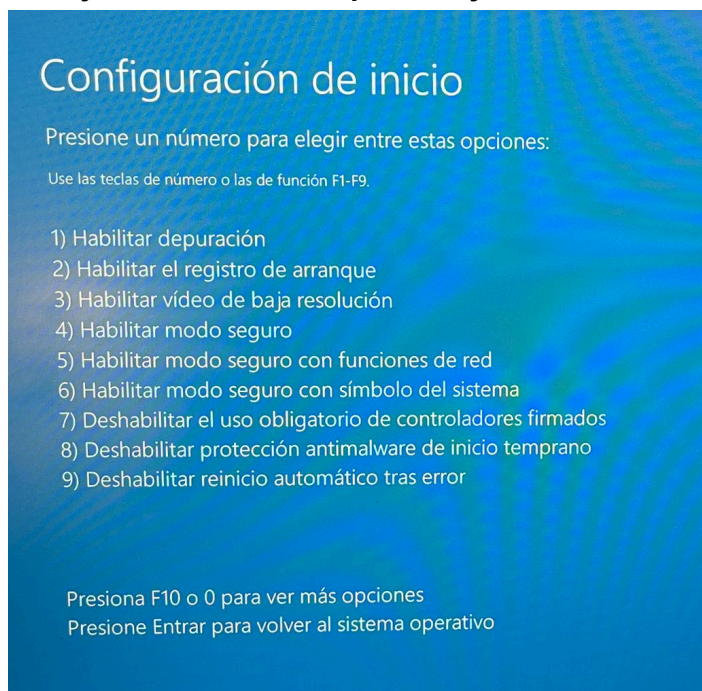 Configuración de inicio
Presione un número para elegir entre estas opciones:
Use las teclas de número o las de función F1-F9.
1) Habilitar depuración
2) Habilitar el registro de arranque
3) Habilitar vídeo de baja resolución
4) Habilitar modo seguro
5) Habilitar modo seguro con funciones de red
6) Habilitar modo seguro con símbolo del sistema
7) Deshabilitar el uso obligatorio de controladores firmados
8) Deshabilitar protección antimalware de inicio temprano
9) Deshabilitar reinicio automático tras error
Presiona F10 o 0 para ver más opciones
Presione Entrar para volver al sistema operativo